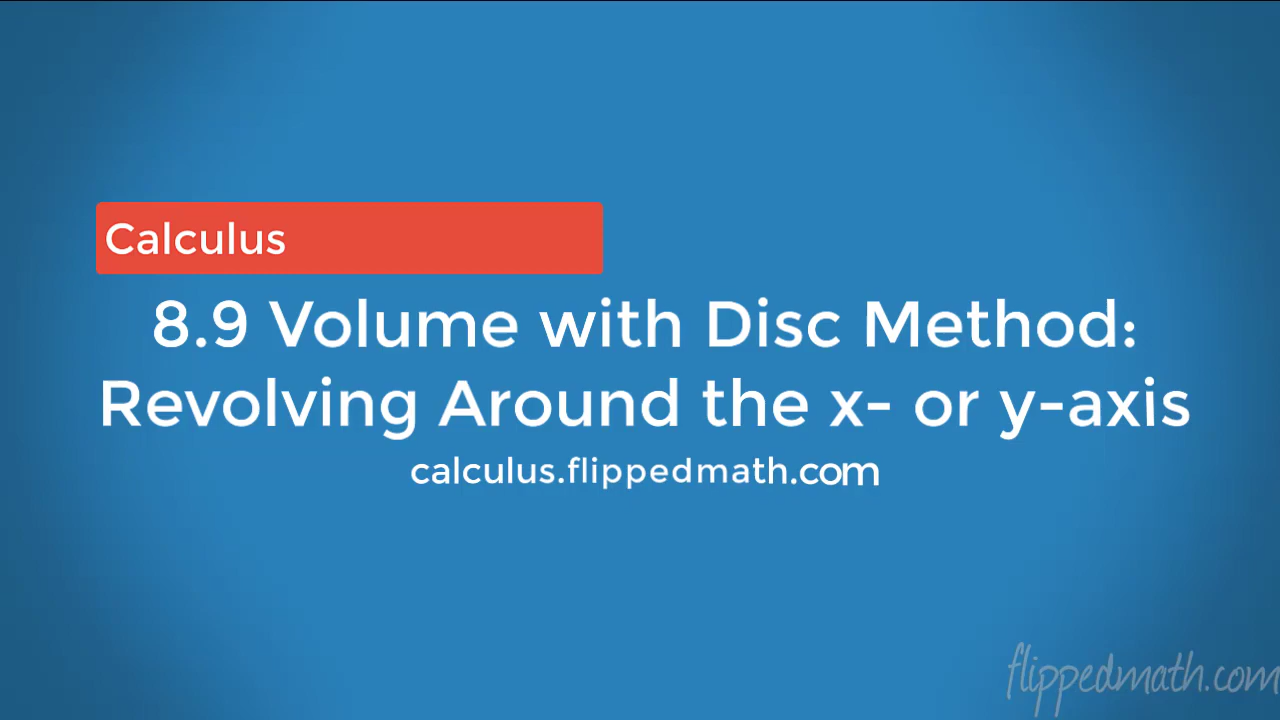 Calculus
8.9 Volume with Disc Method:
Revolving Around the x- or y-axis
calculus.flippedmath.com
flippedmath.com